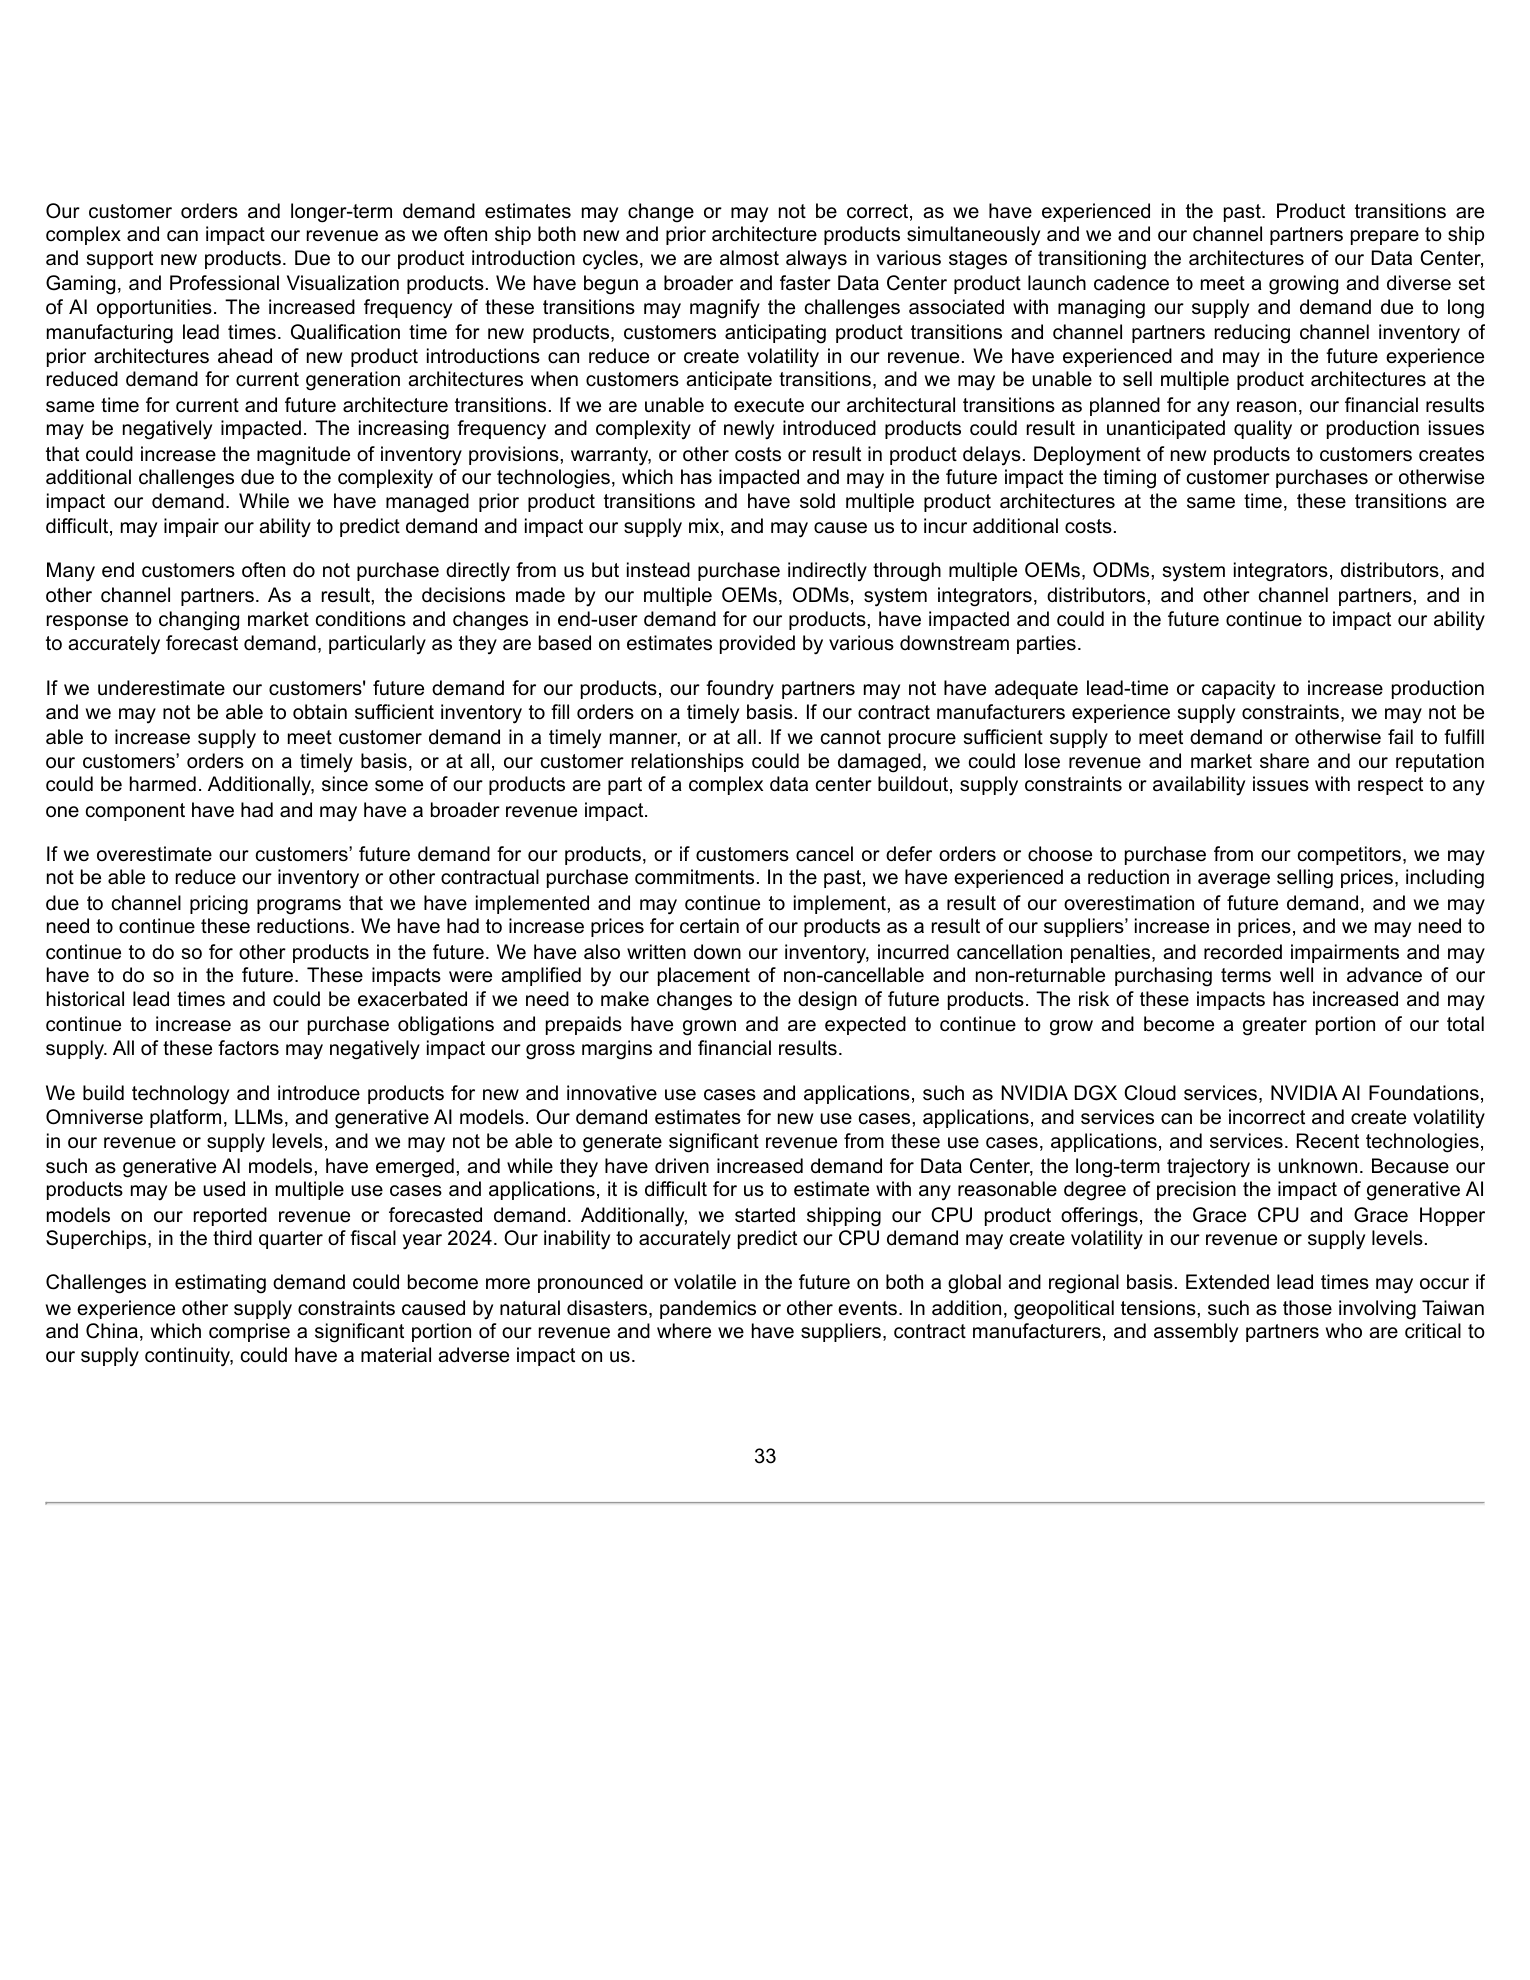 Our customer orders and longer-term demand estimates may change or may not be correct, as we have experienced in the past. Product transitions are
complex and can impact our revenue as we often ship both new and prior architecture products simultaneously and we and our channel partners prepare to ship
and support new products. Due to our product introduction cycles, we are almost always in various stages of transitioning the architectures of our Data Center,
Gaming, and Professional Visualization products. We have begun a broader and faster Data Center product launch cadence to meet a growing and diverse set
of AI opportunities. The increased frequency of these transitions may magnify the challenges associated with managing our supply and demand due to long
manufacturing lead times. Qualification time for new products, customers anticipating product transitions and channel partners reducing channel inventory of
prior architectures ahead of new product introductions can reduce or create volatility in our revenue. We have experienced and may in the future experience
reduced demand for current generation architectures when customers anticipate transitions, and we may be unable to sell multiple product architectures at the
same time for current and future architecture transitions. If we are unable to execute our architectural transitions as planned for any reason, our financial results
may be negatively impacted. The increasing frequency and complexity of newly introduced products could result in unanticipated quality or production issues
that could increase the magnitude of inventory provisions, warranty, or other costs or result in product delays. Deployment of new products to customers creates
additional challenges due to the complexity of our technologies, which has impacted and may in the future impact the timing of customer purchases or otherwise
impact our demand. While we have managed prior product transitions and have sold multiple product architectures at the same time, these transitions are
difficult, may impair our ability to predict demand and impact our supply mix, and may cause us to incur additional costs.
Many end customers often do not purchase directly from us but instead purchase indirectly through multiple OEMs, ODMs, system integrators, distributors, and
other channel partners. As a result, the decisions made by our multiple OEMs, ODMs, system integrators, distributors, and other channel partners, and in
response to changing market conditions and changes in end-user demand for our products, have impacted and could in the future continue to impact our ability
to accurately forecast demand, particularly as they are based on estimates provided by various downstream parties.
If we underestimate our customers' future demand for our products, our foundry partners may not have adequate lead-time or capacity to increase production
and we may not be able to obtain sufficient inventory to fill orders on a timely basis. If our contract manufacturers experience supply constraints, we may not be
able to increase supply to meet customer demand in a timely manner, or at all. If we cannot procure sufficient supply to meet demand or otherwise fail to fulfill
our customers’ orders on a timely basis, or at all, our customer relationships could be damaged, we could lose revenue and market share and our reputation
could be harmed. Additionally, since some of our products are part of a complex data center buildout, supply constraints or availability issues with respect to any
one component have had and may have a broader revenue impact.
If we overestimate our customers’ future demand for our products, or if customers cancel or defer orders or choose to purchase from our competitors, we may
not be able to reduce our inventory or other contractual purchase commitments. In the past, we have experienced a reduction in average selling prices, including
due to channel pricing programs that we have implemented and may continue to implement, as a result of our overestimation of future demand, and we may
need to continue these reductions. We have had to increase prices for certain of our products as a result of our suppliers’ increase in prices, and we may need to
continue to do so for other products in the future. We have also written down our inventory, incurred cancellation penalties, and recorded impairments and may
have to do so in the future. These impacts were amplified by our placement of non-cancellable and non-returnable purchasing terms well in advance of our
historical lead times and could be exacerbated if we need to make changes to the design of future products. The risk of these impacts has increased and may
continue to increase as our purchase obligations and prepaids have grown and are expected to continue to grow and become a greater portion of our total
supply. All of these factors may negatively impact our gross margins and financial results.
We build technology and introduce products for new and innovative use cases and applications, such as NVIDIA DGX Cloud services, NVIDIA AI Foundations,
Omniverse platform, LLMs, and generative AI models. Our demand estimates for new use cases, applications, and services can be incorrect and create volatility
in our revenue or supply levels, and we may not be able to generate significant revenue from these use cases, applications, and services. Recent technologies,
such as generative AI models, have emerged, and while they have driven increased demand for Data Center, the long-term trajectory is unknown. Because our
products may be used in multiple use cases and applications, it is difficult for us to estimate with any reasonable degree of precision the impact of generative AI
models on our reported revenue or forecasted demand. Additionally, we started shipping our CPU product offerings, the Grace CPU and Grace Hopper
Superchips, in the third quarter of fiscal year 2024. Our inability to accurately predict our CPU demand may create volatility in our revenue or supply levels.
Challenges in estimating demand could become more pronounced or volatile in the future on both a global and regional basis. Extended lead times may occur if
we experience other supply constraints caused by natural disasters, pandemics or other events. In addition, geopolitical tensions, such as those involving Taiwan
and China, which comprise a significant portion of our revenue and where we have suppliers, contract manufacturers, and assembly partners who are critical to
our supply continuity, could have a material adverse impact on us.
33